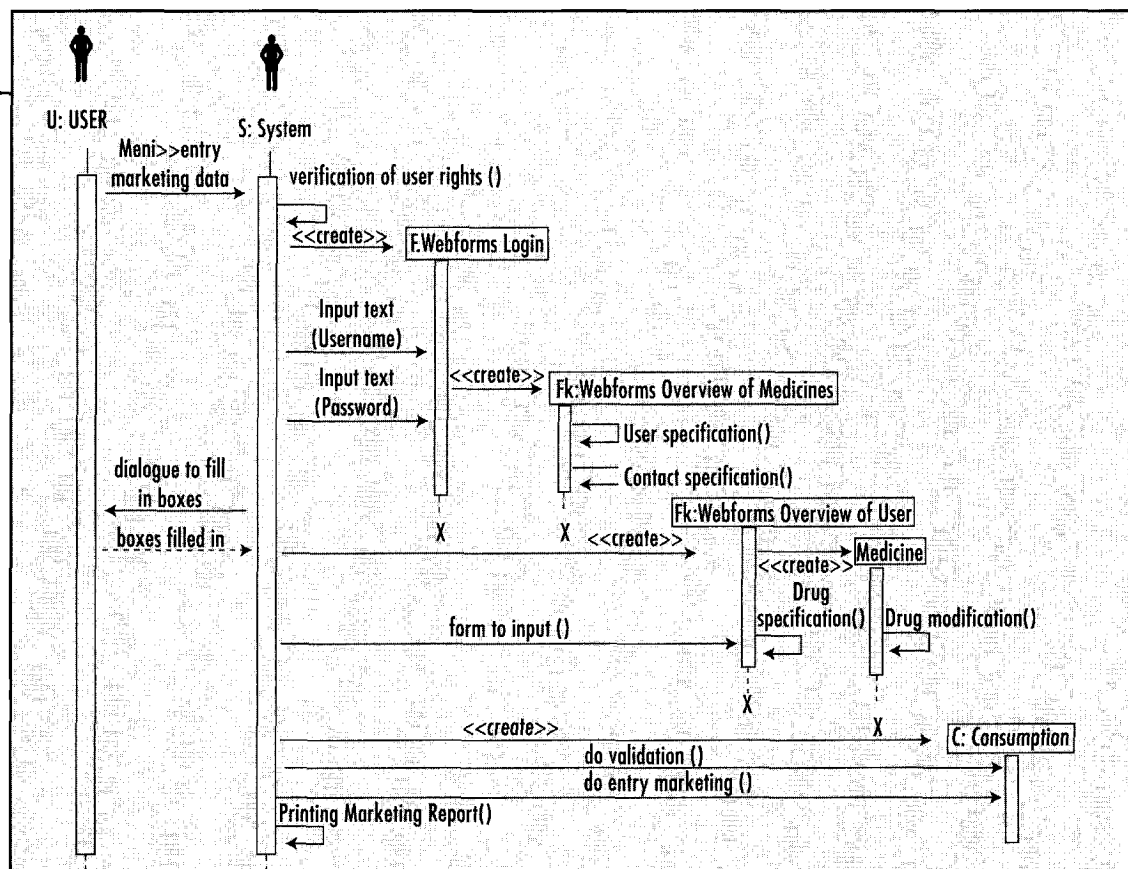 U: USER
S: System
Meni>>entry
marketing data
verification of user rights ()
<<create>>
F.Webforms Login
Input text
(Username)
<<create>>
Fk:Webforms Overview of Medicines
Input text
(Password)
User specification()
dialogue to fill
in boxes
Contact specification()
Fk:Webforms Overview of User
X
X
boxes filled in
<<create>>
Medicine
<<create>>
Drug
specification()
Drug modification()
form to input ()
X
X
<<create>>
C: Consumption
do validation ()
do entry marketing ()
Printing Marketing Report()